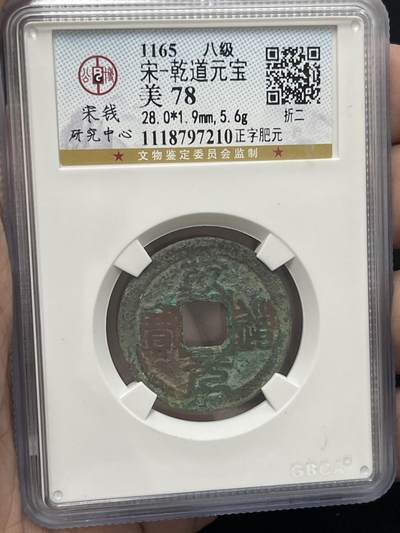 1165 八级
宋-乾道元宝
美 78
宋钱 28.0*1.9mm,5.6g 折二
研究中心 1118797210 正字肥元
★ 文物鉴定委员会监制 ★
乾
道
元
寳
GBCA